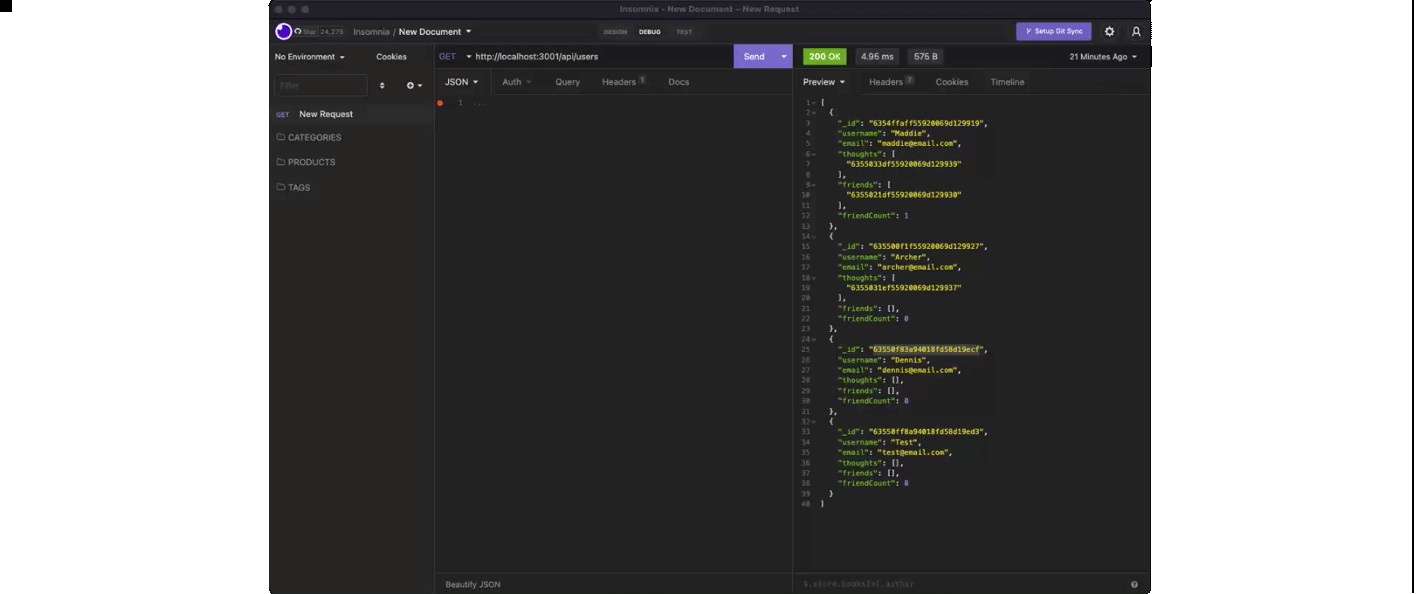 Insomnia - New Document – New Request
Star 24,275
Insomnia / New Document
DESIGN DEBUG TEST
Setup Git Sync
No Environment Cookies
GET http://localhost:3001/api/users Send
200 OK 4.95 ms 575 B 21 Minutes Ago
Filter
JSON Auth Query Headers 1 Docs
Preview Headers 7 Cookies Timeline
GET New Request
CATEGORIES
PRODUCTS
TAGS
1 ...
1 [
2 {
3 "_id": "6354ffaff55920069d129919",
4 "username": "Maddie",
5 "email": "maddie@email.com",
6 "thoughts": [
7 "6355033df55920069d129939"
8 ],
9 "friends": [
10 "6355021df55920069d129930"
11 ],
12 "friendCount": 1
13 },
14 {
15 "_id": "635500f1f55920069d129927",
16 "username": "Archer",
17 "email": "archer@email.com",
18 "thoughts": [
19 "6355031ef55920069d129937"
20 ],
21 "friends": [],
22 "friendCount": 0
23 },
24 {
25 "_id": "63550f83a94018fd58d19ecf",
26 "username": "Dennis",
27 "email": "dennis@email.com",
28 "thoughts": [],
29 "friends": [],
30 "friendCount": 0
31 },
32 {
33 "_id": "63550ff8a94018fd58d19ed3",
34 "username": "Test",
35 "email": "test@email.com",
36 "thoughts": [],
37 "friends": [],
38 "friendCount": 0
39 }
40 ]
Beautify JSON
$.store.books[*].author